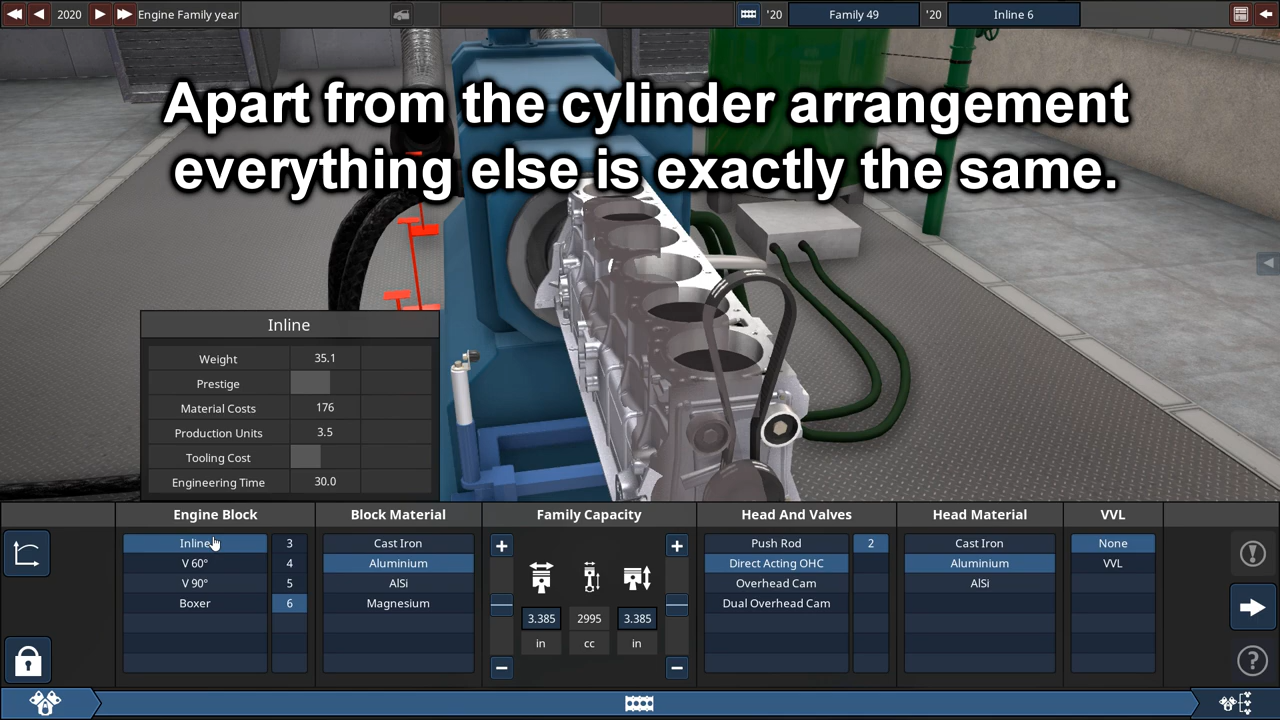 2020
Engine Family year
'20
Family 49
'20
Inline 6
Apart from the cylinder arrangement
everything else is exactly the same.
Inline
Weight 35.1
Prestige
Material Costs 176
Production Units 3.5
Tooling Cost
Engineering Time 30.0
Engine Block
Inline
V 60°
V 90°
Boxer
3
4
5
6
Block Material
Cast Iron
Aluminium
AlSi
Magnesium
Family Capacity
+
+
3.385 2995 3.385
in cc in
−
−
Head And Valves
Push Rod
Direct Acting OHC
Overhead Cam
Dual Overhead Cam
2
Head Material
Cast Iron
Aluminium
AlSi
VVL
None
VVL
!
?